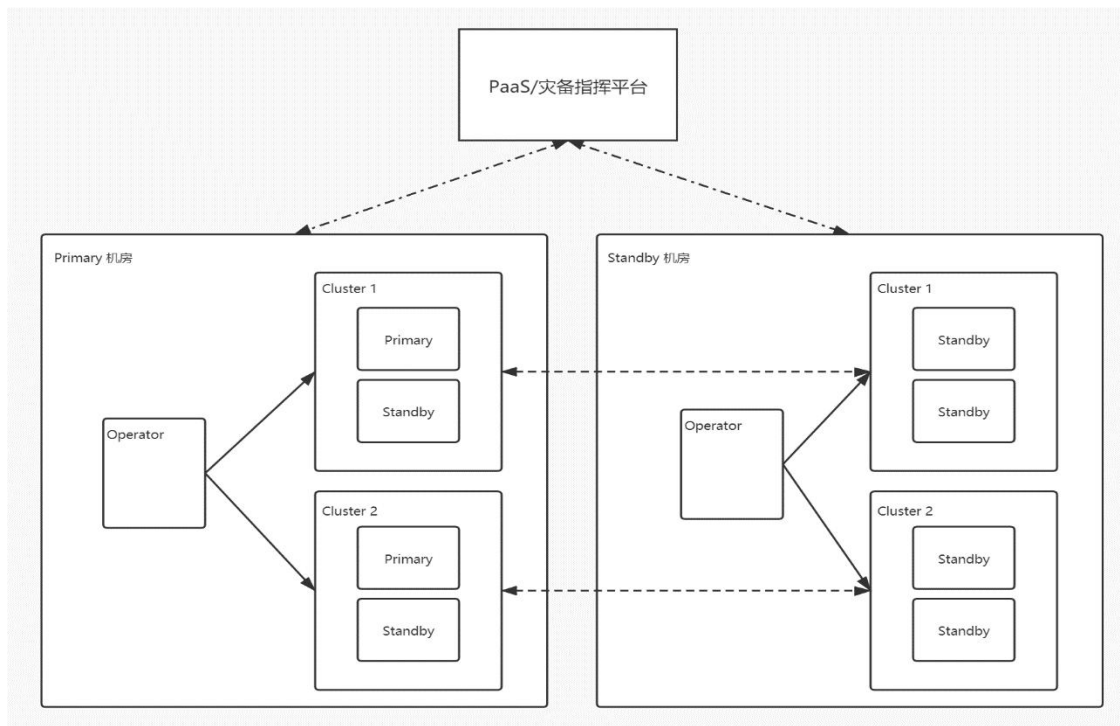 PaaS/灾备指挥平台
Primary 机房
Cluster 1
Primary
Standby
Operator
Cluster 2
Primary
Standby
Standby 机房
Cluster 1
Standby
Standby
Operator
Cluster 2
Standby
Standby